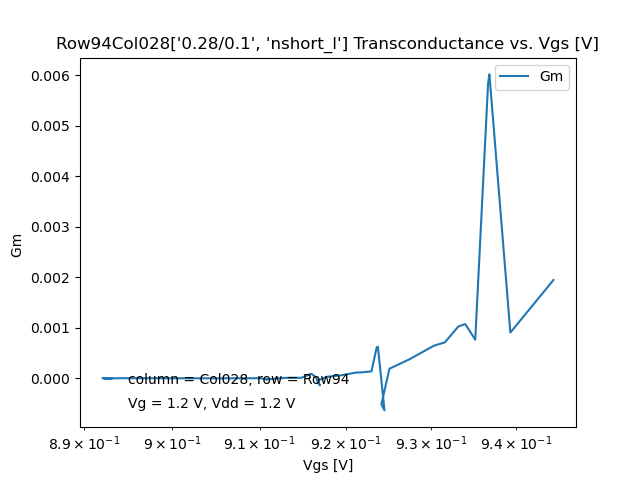 Row94Col028['0.28/0.1', 'nshort_l'] Transconductance vs. Vgs [V]
Gm
0.006
0.005
0.004
0.003
0.002
0.001
0.000
Gm
column = Col028, row = Row94
Vg = 1.2 V, Vdd = 1.2 V
8.9 × 10⁻¹ 9 × 10⁻¹ 9.1 × 10⁻¹ 9.2 × 10⁻¹ 9.3 × 10⁻¹ 9.4 × 10⁻¹
Vgs [V]